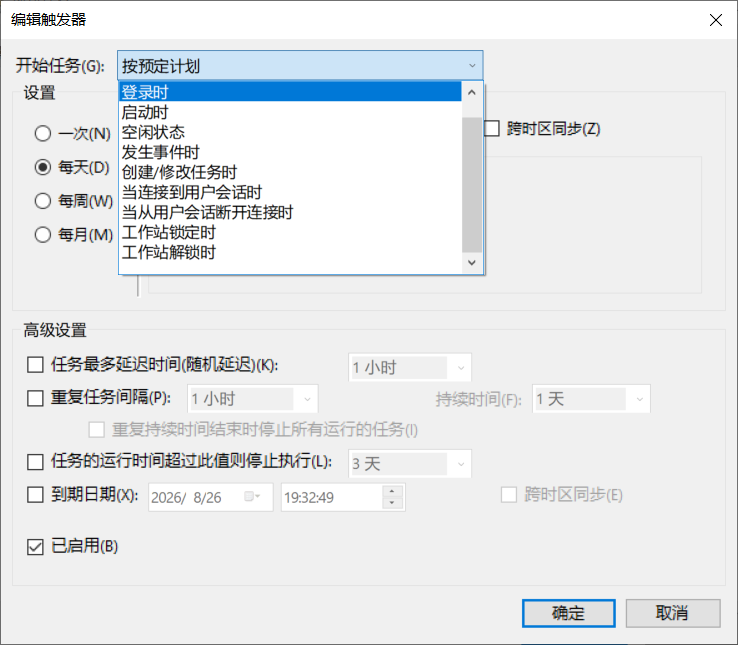 编辑触发器
开始任务(G): 按预定计划
设置
登录时
启动时
空闲状态
发生事件时
创建/修改任务时
当连接到用户会话时
当从用户会话断开连接时
工作站锁定时
工作站解锁时
一次(N)
每天(D)
每周(W)
每月(M)
跨时区同步(Z)
高级设置
任务最多延迟时间(随机延迟)(K): 1 小时
重复任务间隔(P): 1 小时 持续时间(F): 1 天
重复持续时间结束时停止所有运行的任务(I)
任务的运行时间超过此值则停止执行(L): 3 天
到期日期(X): 2026/ 8/26 19:32:49 跨时区同步(E)
已启用(B)
确定 取消